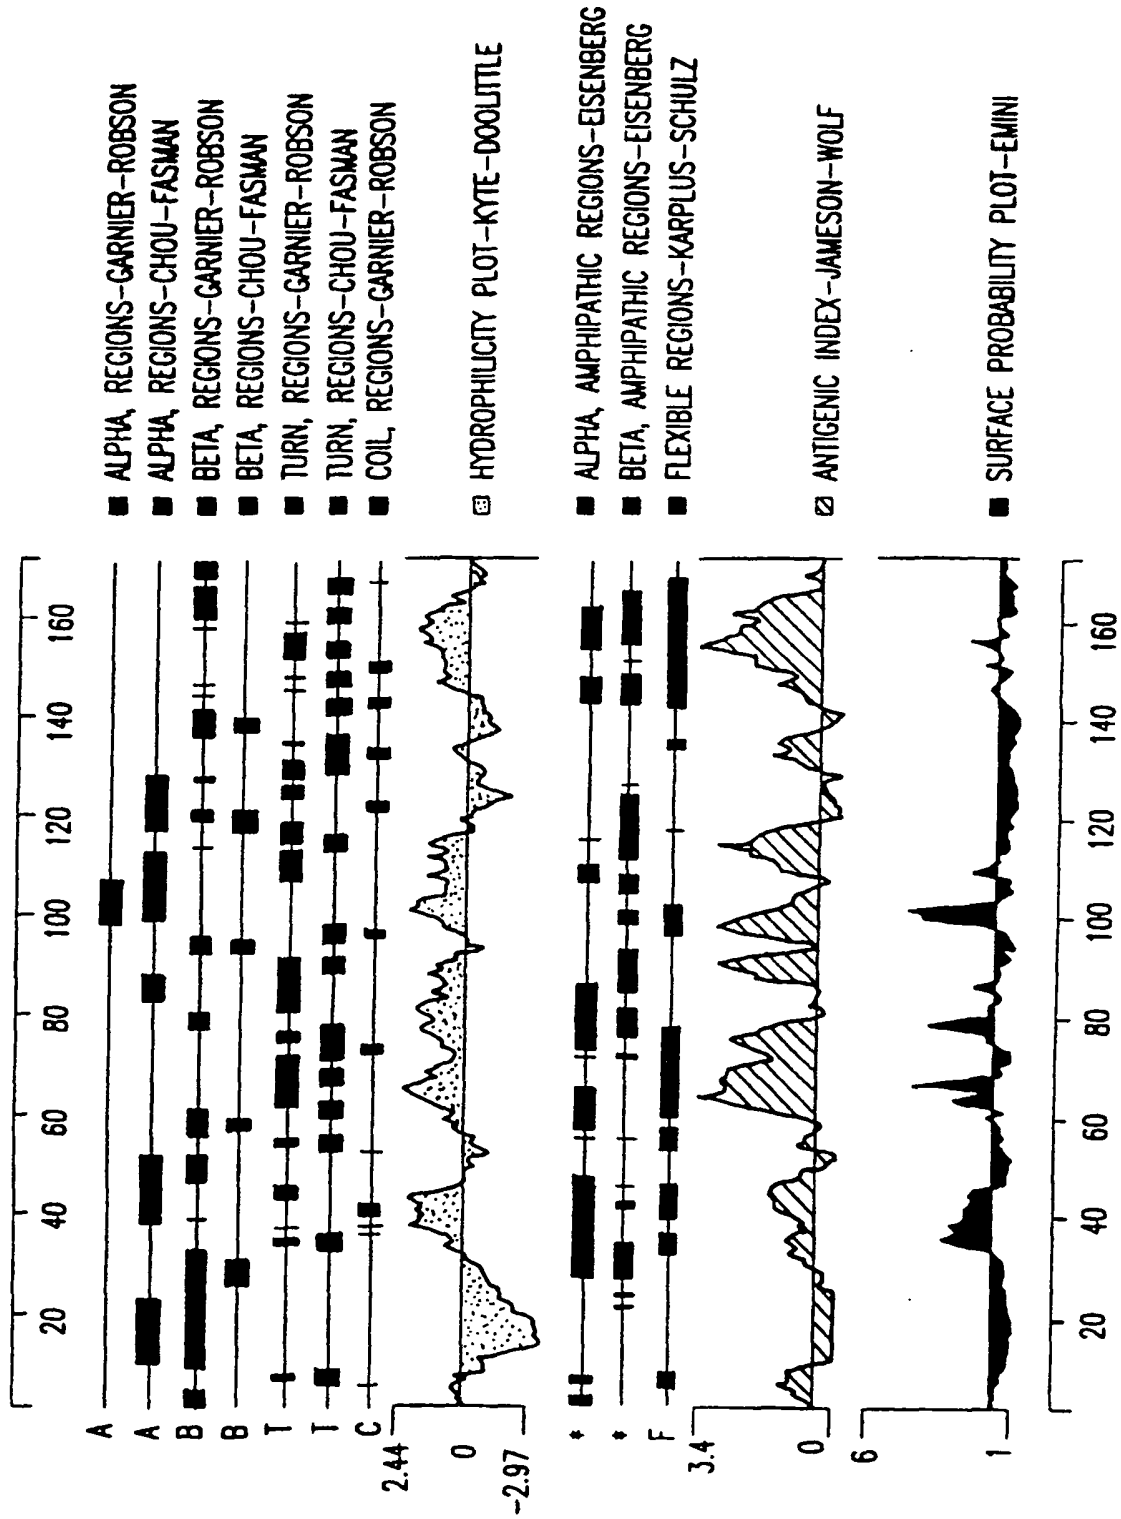 20 40 60 80 100 120 140 160
A ALPHA, REGIONS-GARNIER-ROBSON
A ALPHA, REGIONS-CHOU-FASMAN
B BETA, REGIONS-GARNIER-ROBSON
B BETA, REGIONS-CHOU-FASMAN
T TURN, REGIONS-GARNIER-ROBSON
T TURN, REGIONS-CHOU-FASMAN
C COIL, REGIONS-GARNIER-ROBSON
2.44
0 HYDROPHILICITY PLOT-KYTE-DOOLITTLE
-2.97
* ALPHA, AMPHIPATHIC REGIONS-EISENBERG
* BETA, AMPHIPATHIC REGIONS-EISENBERG
F FLEXIBLE REGIONS-KARPLUS-SCHULZ
3.4
0 ANTIGENIC INDEX-JAMESON-WOLF
6
1 SURFACE PROBABILITY PLOT-EMINI
20 40 60 80 100 120 140 160